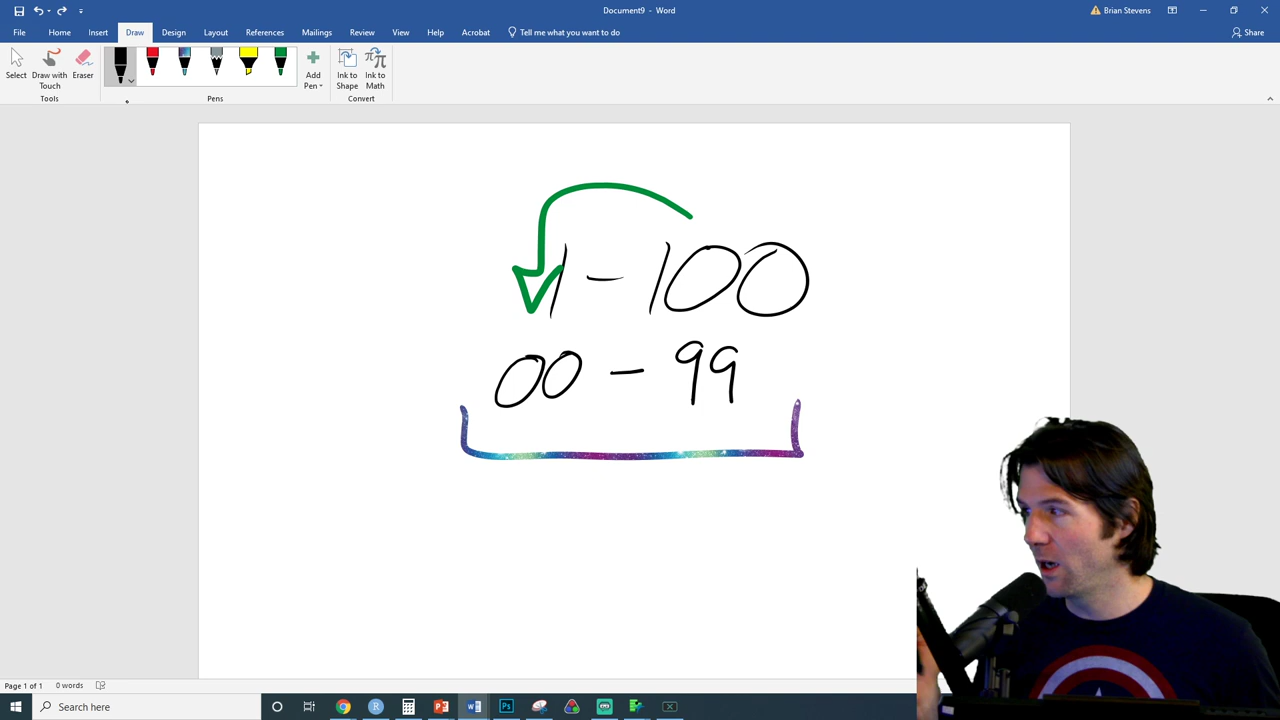 Document9 - Word
Brian Stevens
File Home Insert Draw Design Layout References Mailings Review View Help Acrobat Tell me what you want to do Share
Select Draw with Touch Eraser Add Pen Ink to Shape Ink to Math
Tools Pens Convert
1 - 100
00 - 99
Page 1 of 1 0 words
Search here